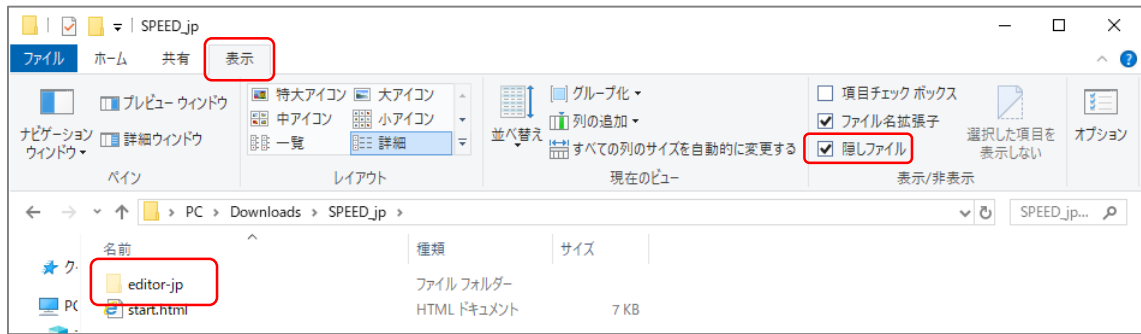 SPEED_jp
ファイル ホーム 共有 表示
ナビゲーション
ウィンドウ
プレビュー ウィンドウ
詳細ウィンドウ
ペイン
特大アイコン 大アイコン
中アイコン 小アイコン
一覧 詳細
レイアウト
並べ替え
グループ化
列の追加
すべての列のサイズを自動的に変更する
現在のビュー
項目チェック ボックス
ファイル名拡張子
隠しファイル
選択した項目を
表示しない
表示/非表示
オプション
PC > Downloads > SPEED_jp >
SPEED_jp...
名前 種類 サイズ
ク
editor-jp ファイル フォルダー
PC
start.html HTML ドキュメント 7 KB